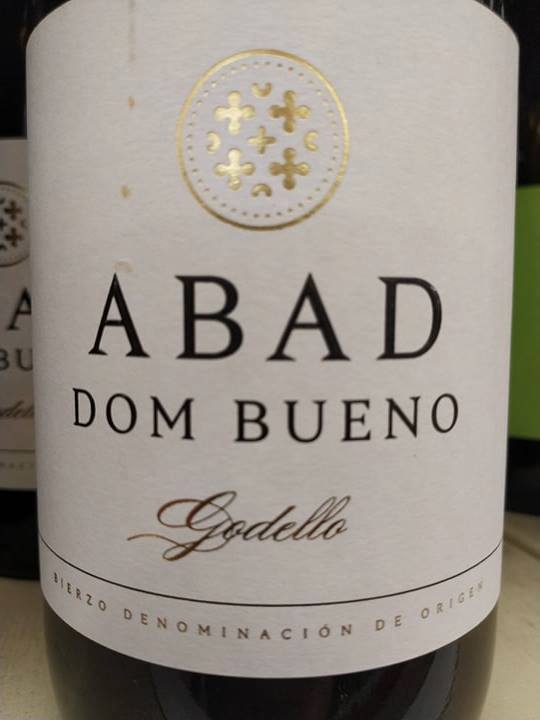 ABAD
DOM BUENO
Godello
BIERZO DENOMINACIÓN DE ORIGEN